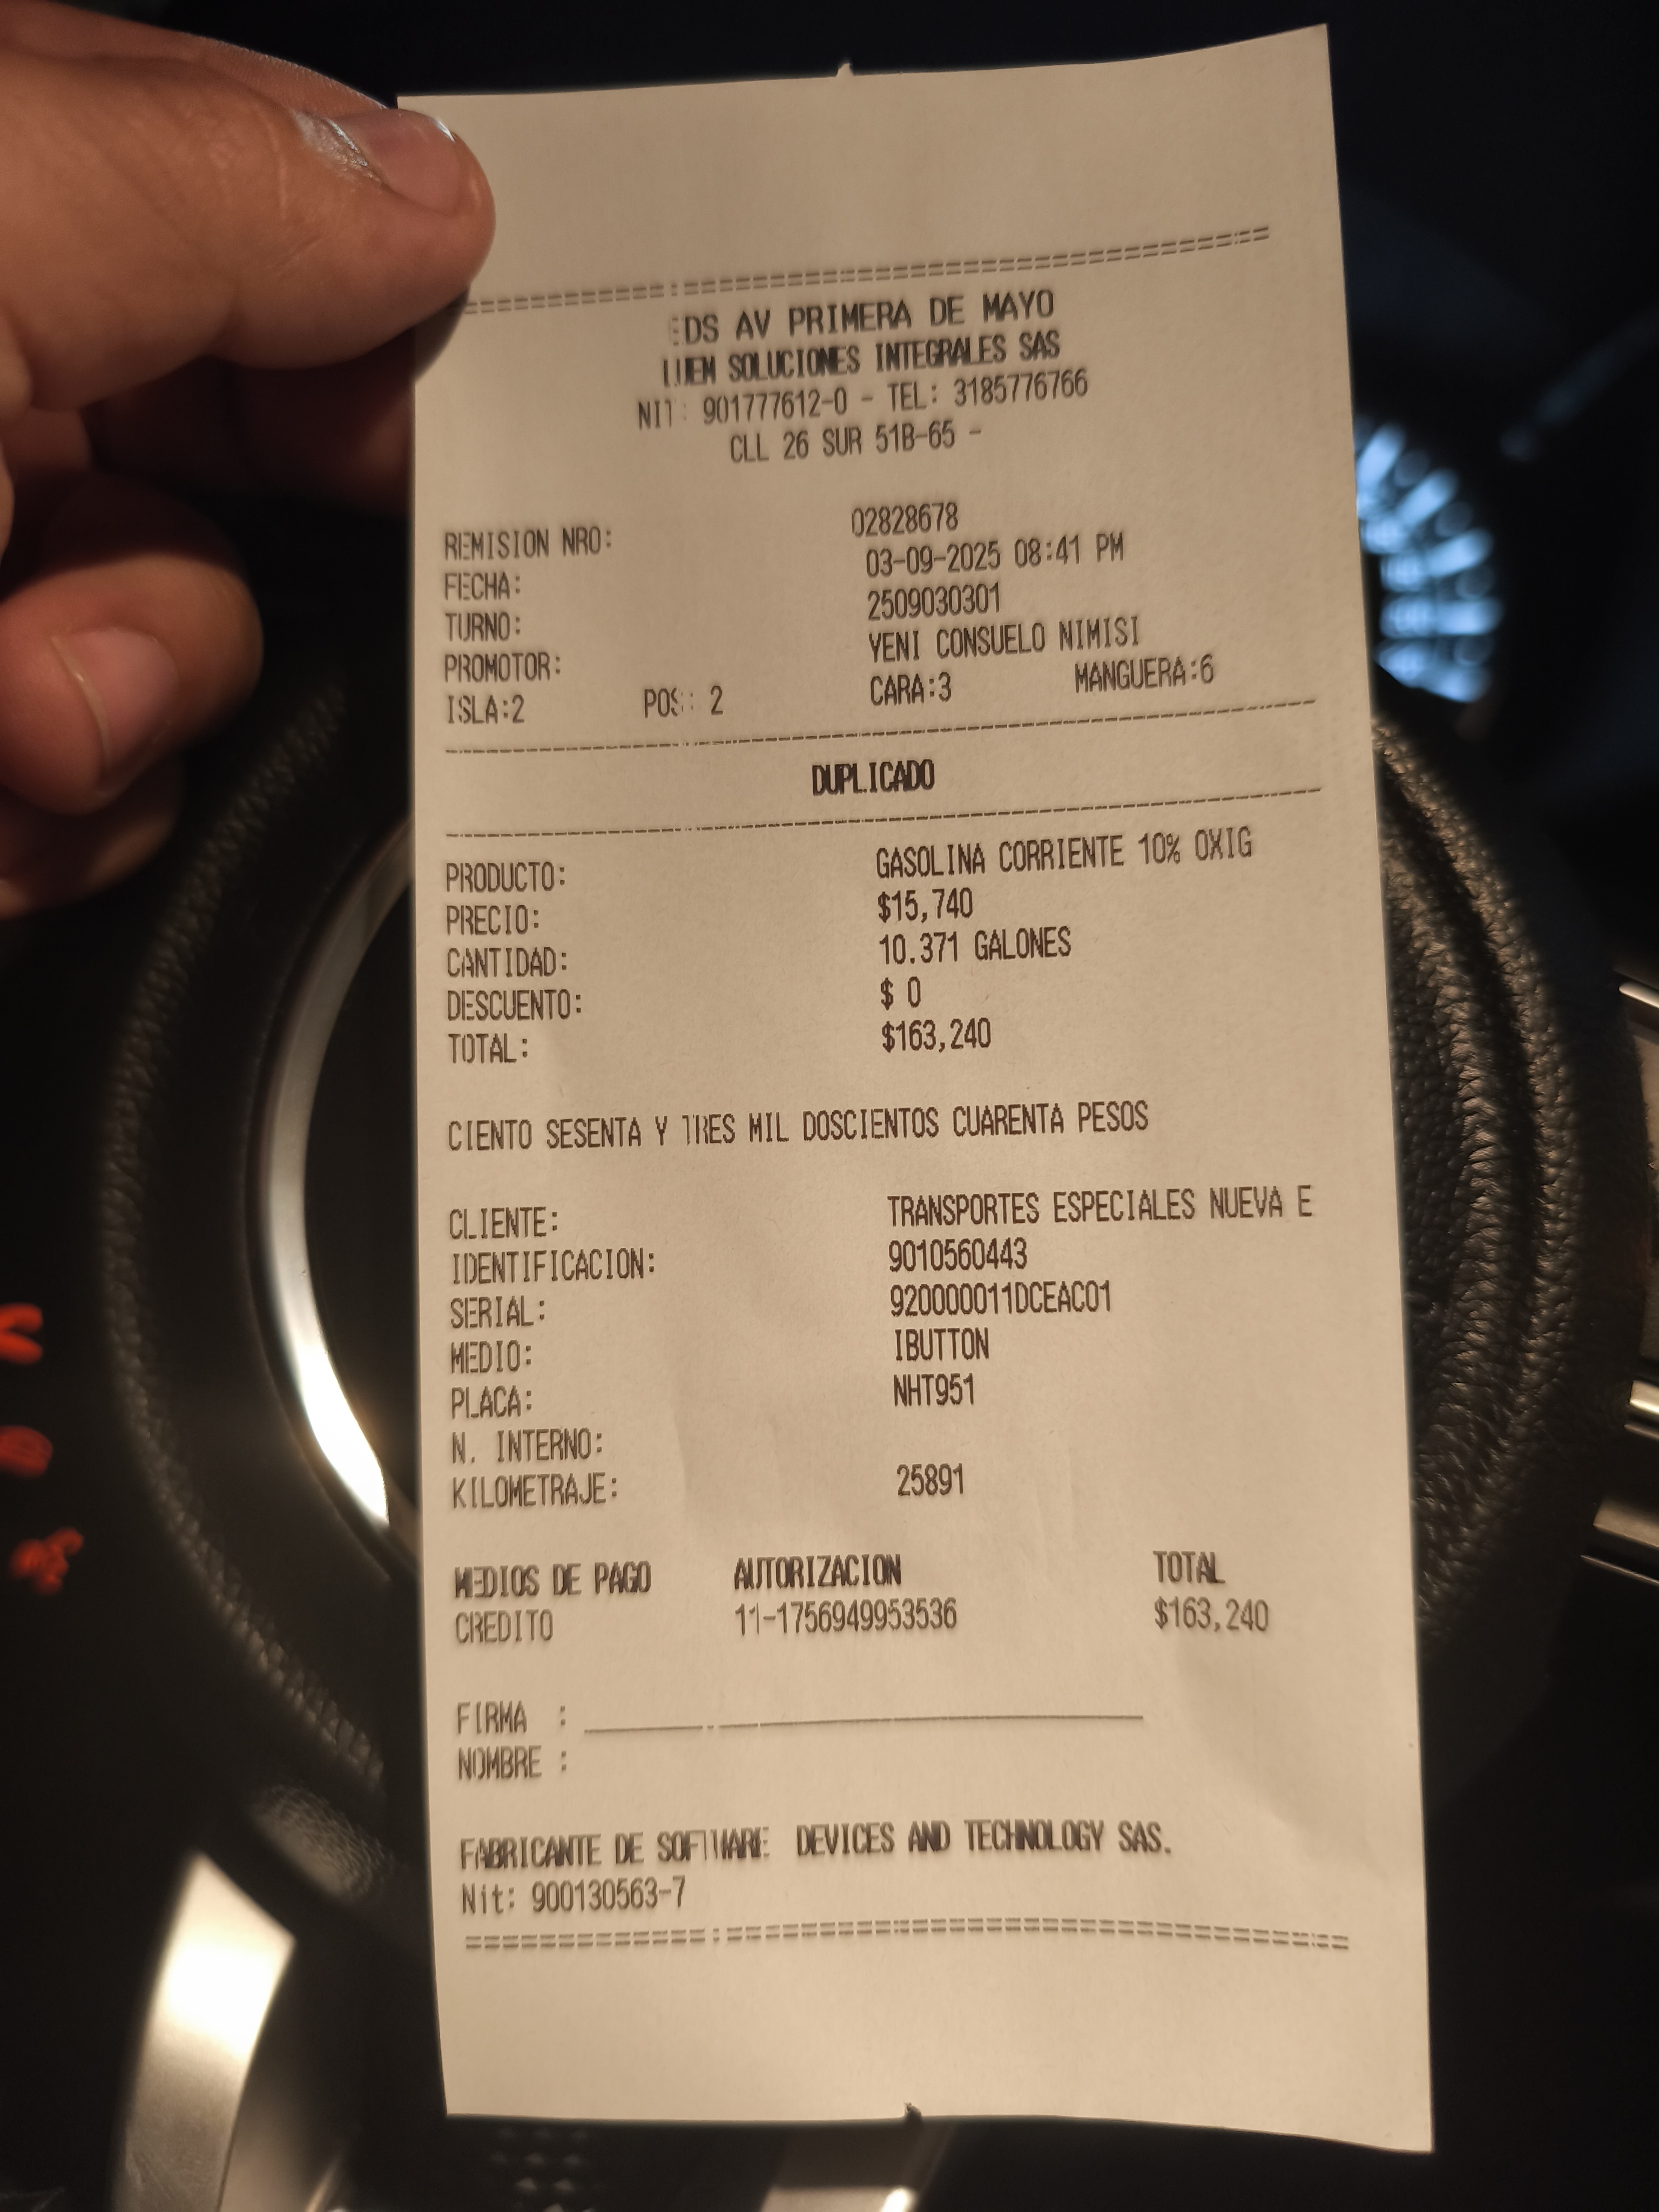 EDS AV PRIMERA DE MAYO
SOLUCIONES INTEGRALES SAS
NIT: 901777612-0 - TEL: 3185776766
CLL 26 SUR 51B-65 -
REMISION NRO: 02828678
FECHA: 03-09-2025 08:41 PM
TURNO: 2509030301
PROMOTOR: YENI CONSUELO NIMISI
ISLA:2 POS: 2 CARA:3 MANGUERA:6
DUPLICADO
PRODUCTO: GASOLINA CORRIENTE 10% OXIG
PRECIO: $15,740
CANTIDAD: 10.371 GALONES
DESCUENTO: $ 0
TOTAL: $163,240
CIENTO SESENTA Y TRES MIL DOSCIENTOS CUARENTA PESOS
CLIENTE: TRANSPORTES ESPECIALES NUEVA E
IDENTIFICACION: 9010560443
SERIAL: 920000011DCEAC01
MEDIO: IBUTTON
PLACA: NHT951
N. INTERNO:
KILOMETRAJE: 25891
MEDIOS DE PAGO AUTORIZACION TOTAL
CREDITO 11-1756949953536 $163,240
FIRMA :
NOMBRE :
FABRICANTE DE SOFTWARE DEVICES AND TECHNOLOGY SAS.
Nit: 900130563-7